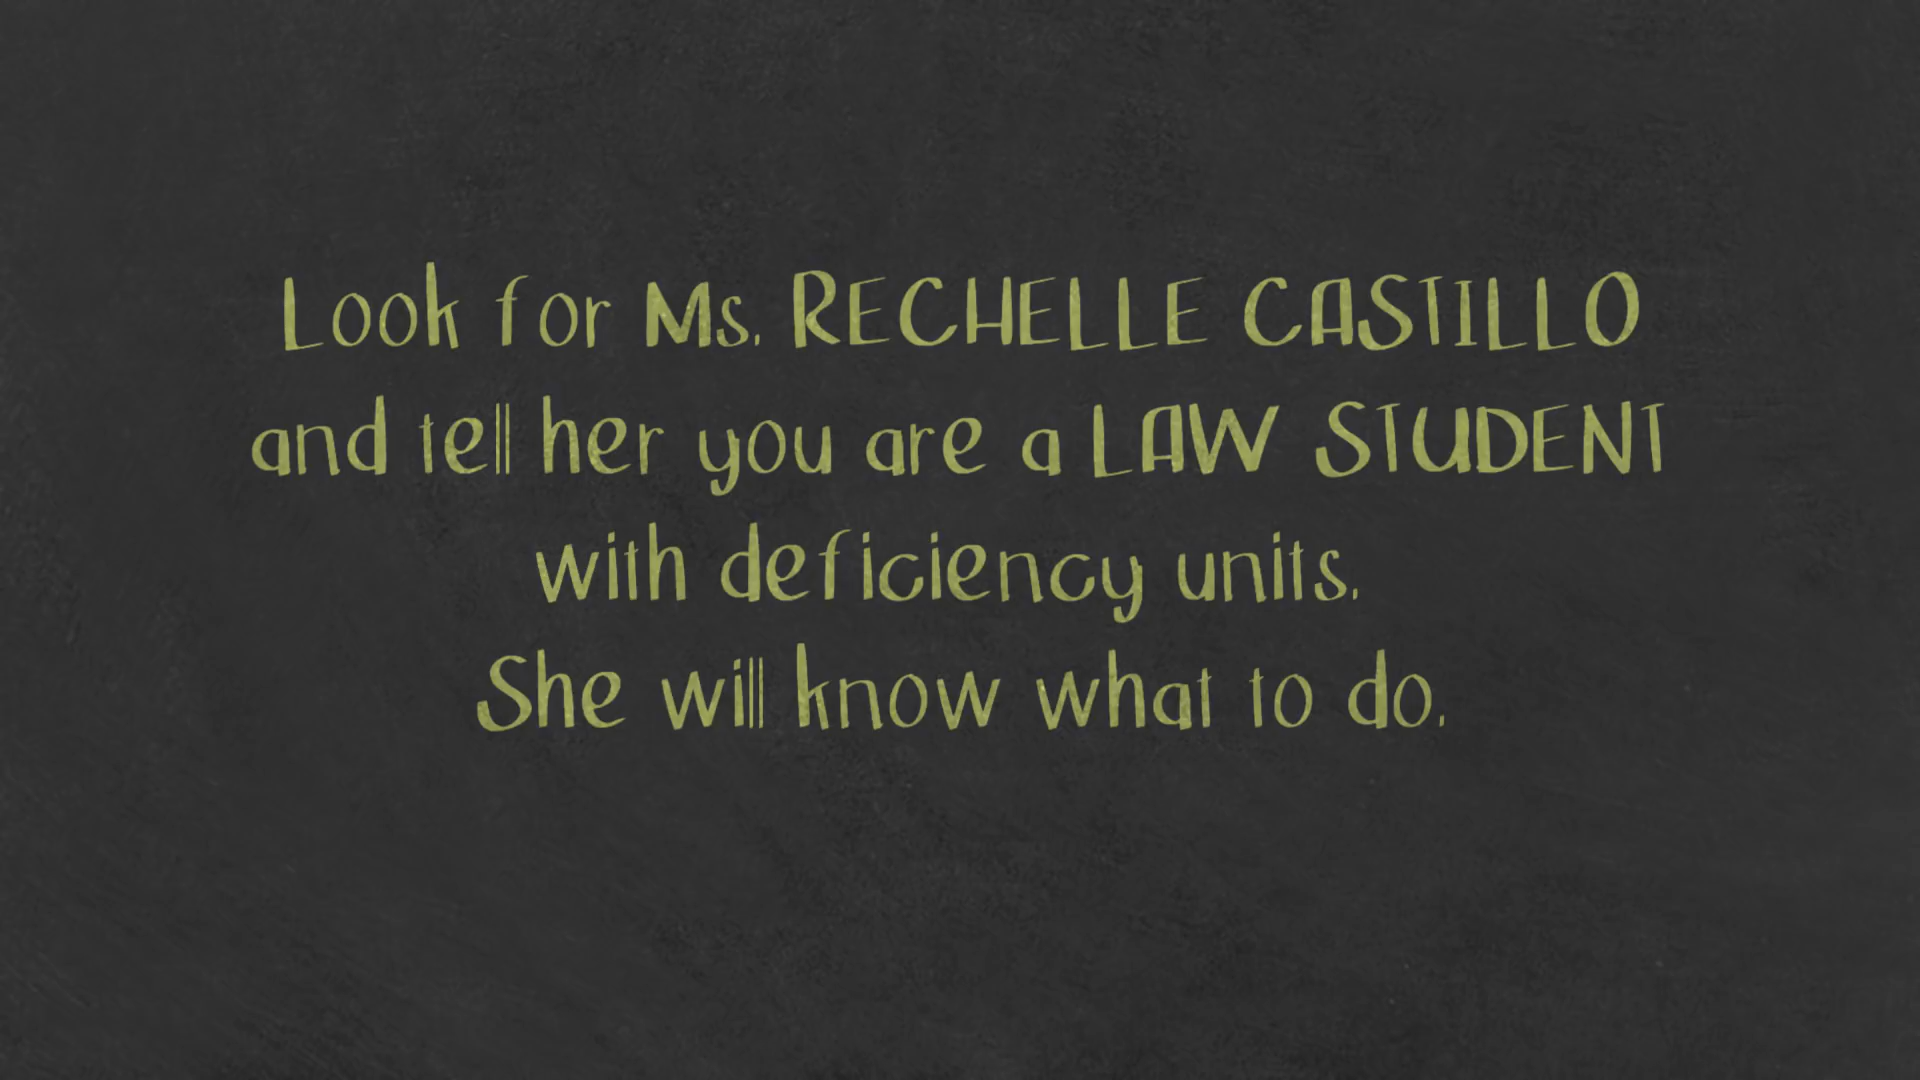 Look for Ms. RECHELLE CASTILLO
and tell her you are a LAW STUDENT
with deficiency units.
She will know what to do.